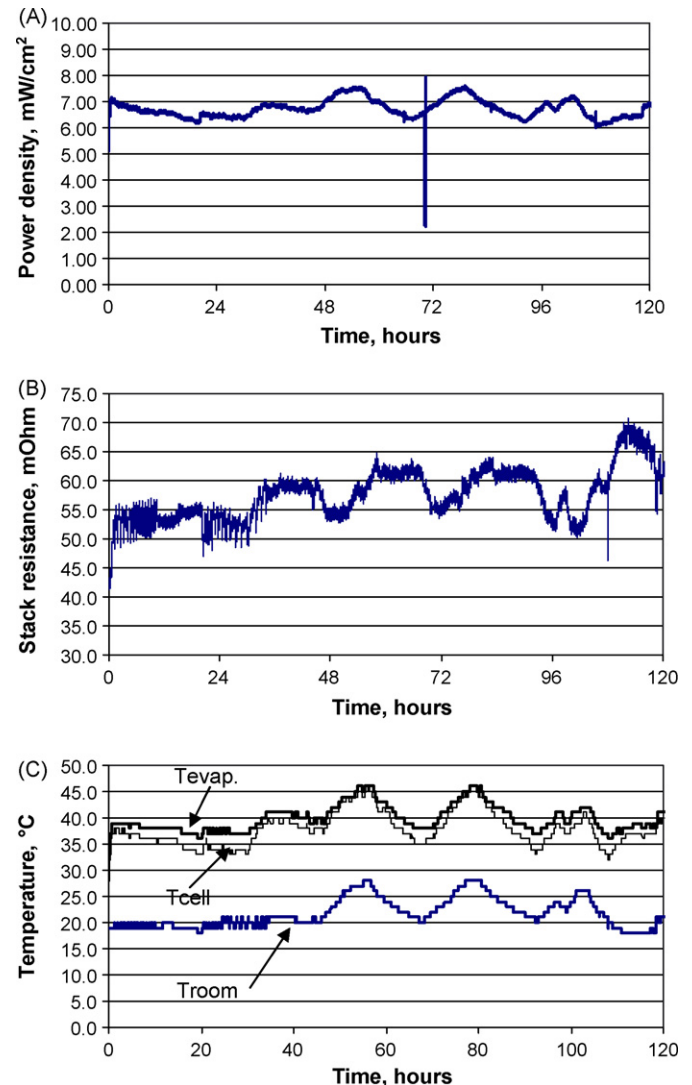 (A)
Power density, mW/cm²
10.00
9.00
8.00
7.00
6.00
5.00
4.00
3.00
2.00
1.00
0.00
0 24 48 72 96 120
Time, hours
(B)
Stack resistance, mOhm
75.0
70.0
65.0
60.0
55.0
50.0
45.0
40.0
35.0
30.0
0 24 48 72 96 120
Time, hours
(C)
Temperature, °C
50.0
45.0
40.0
35.0
30.0
25.0
20.0
15.0
10.0
5.0
0.0
Tevap.
Tcell
Troom
0 20 40 60 80 100 120
Time, hours